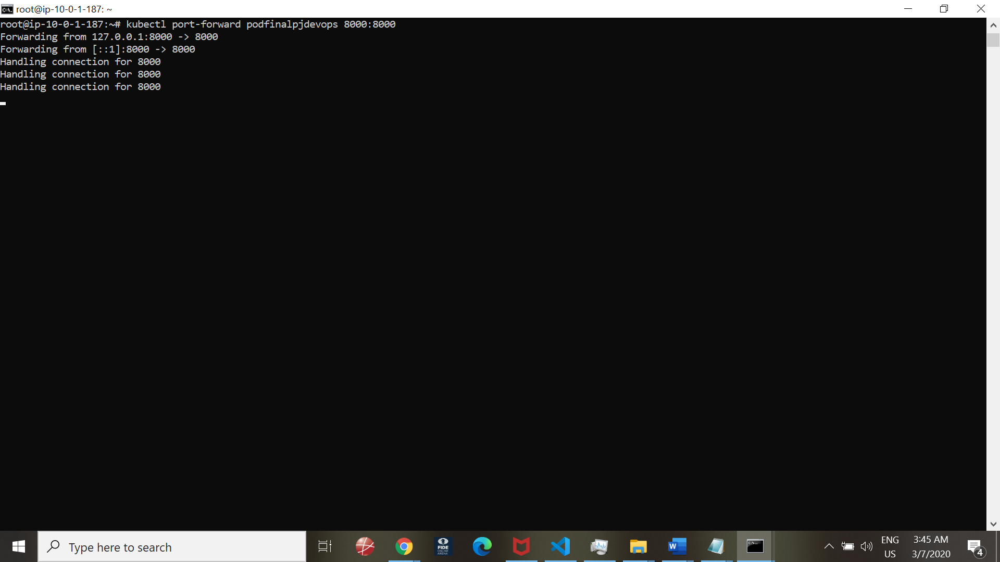 root@ip-10-0-1-187: ~
root@ip-10-0-1-187:~# kubectl port-forward podfinalpjdevops 8000:8000
Forwarding from 127.0.0.1:8000 -> 8000
Forwarding from [::1]:8000 -> 8000
Handling connection for 8000
Handling connection for 8000
Handling connection for 8000
Type here to search
FIDE
ONLINE
ARENA
W
C:\.
ENG
US
3:45 AM
3/7/2020
4